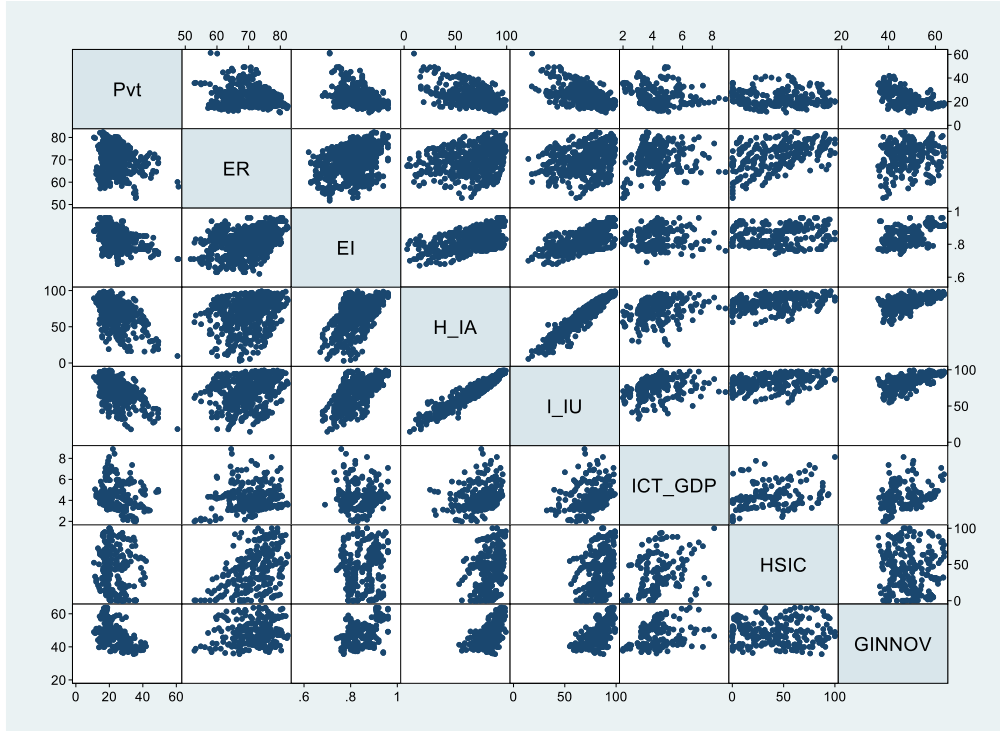 50 60 70 80 0 50 100 2 4 6 8 20 40 60
Pvt 60 40 20 0
80 70 60 50 ER
EI 1 .8 .6
100 50 0 H_IA
I_IU 100 50 0
8 6 4 2 ICT_GDP
HSIC 100 50 0
60 40 20 GINNOV
0 20 40 60 .6 .8 1 0 50 100 0 50 100